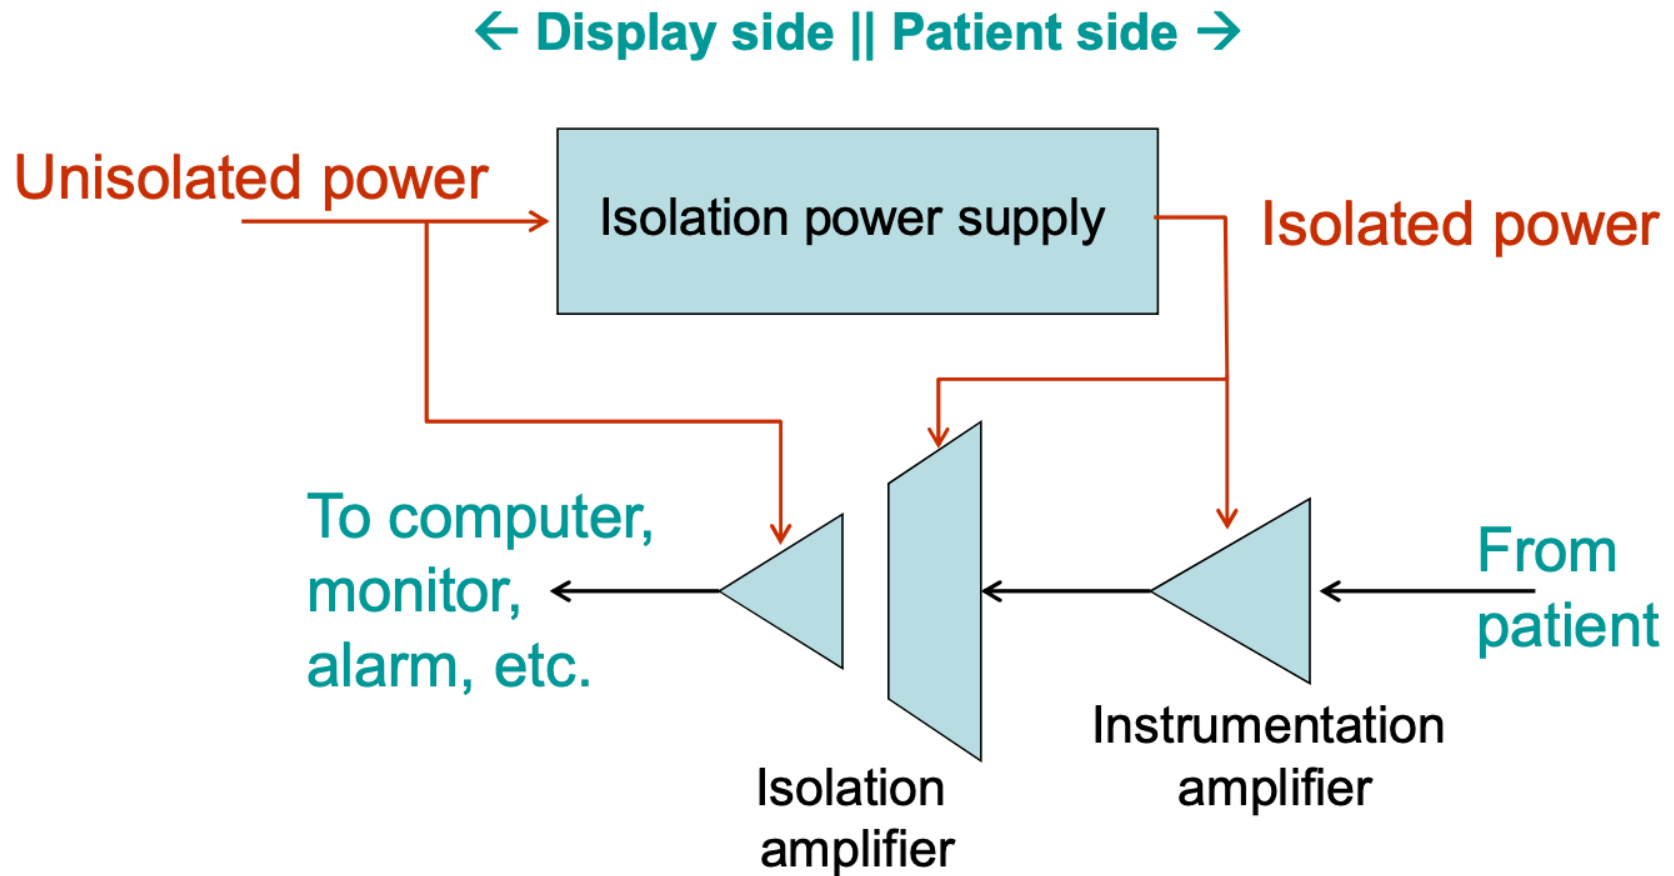 ← Display side || Patient side →
Unisolated power
Isolation power supply
Isolated power
To computer,
monitor,
alarm, etc.
From
patient
Instrumentation
amplifier
Isolation
amplifier